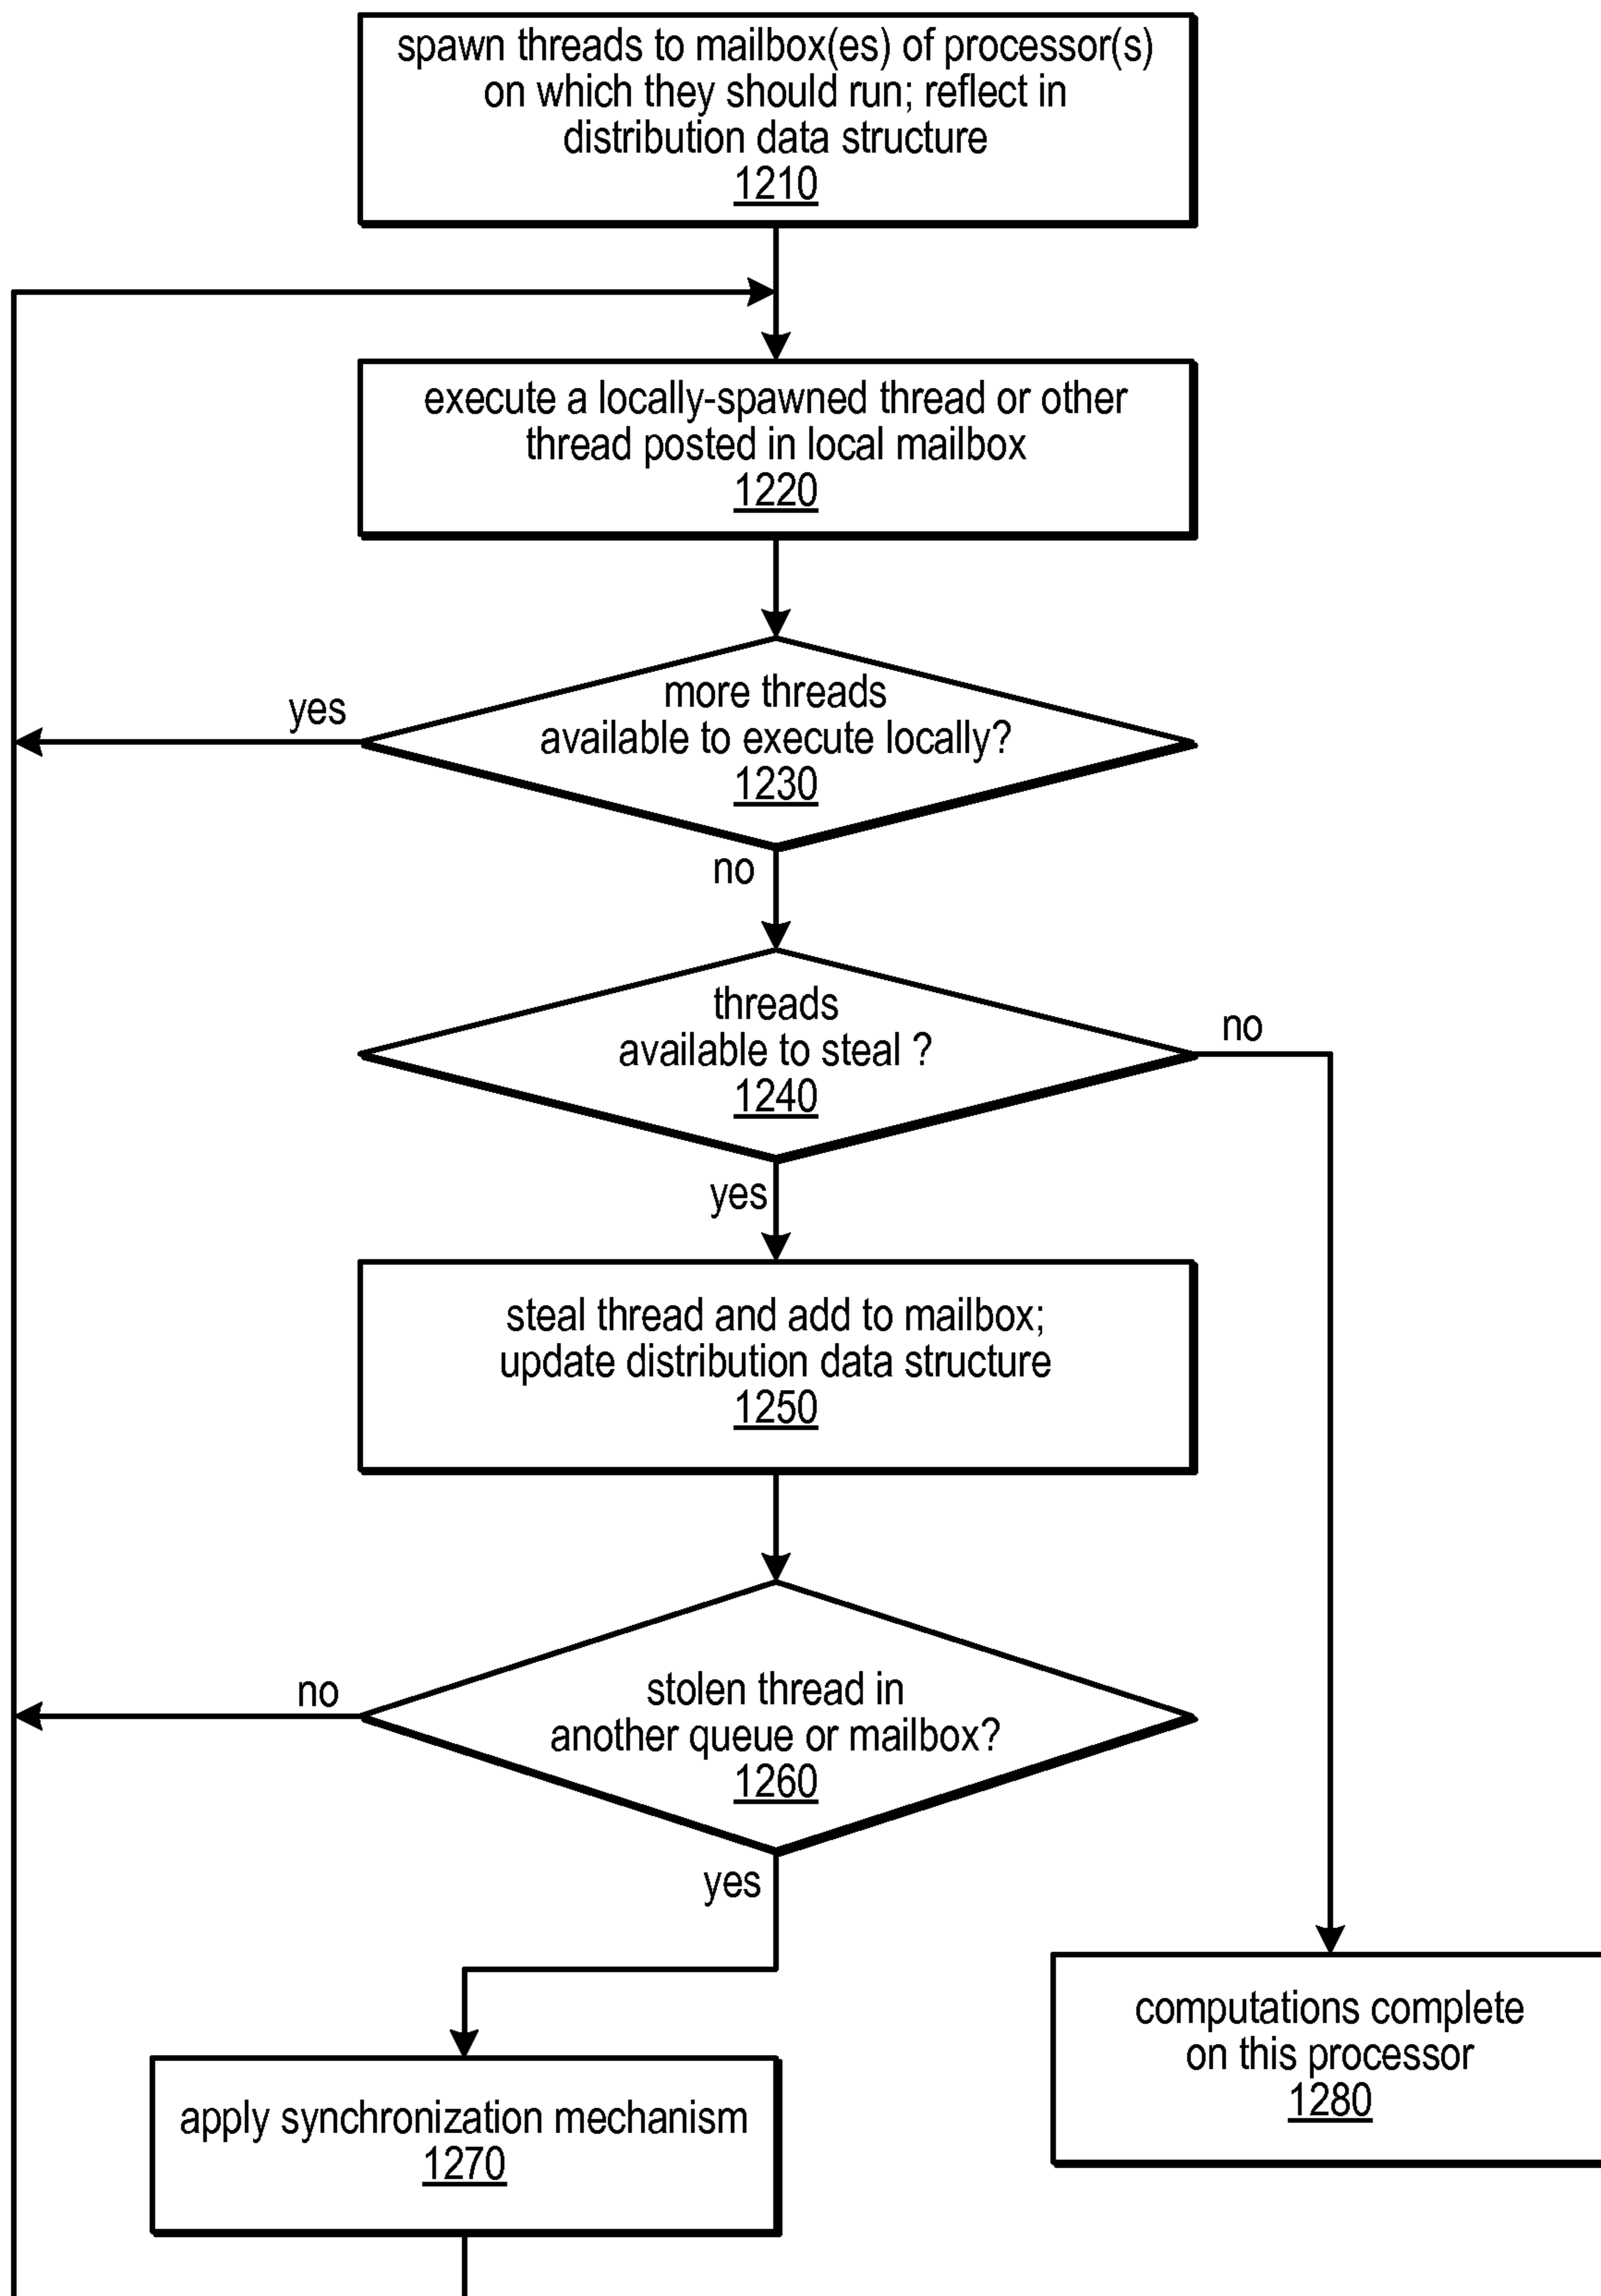 spawn threads to mailbox(es) of processor(s)
on which they should run; reflect in
distribution data structure
1210
execute a locally-spawned thread or other
thread posted in local mailbox
1220
more threads
available to execute locally?
1230
yes
no
threads
available to steal ?
1240
no
yes
steal thread and add to mailbox;
update distribution data structure
1250
stolen thread in
another queue or mailbox?
1260
no
yes
computations complete
on this processor
1280
apply synchronization mechanism
1270